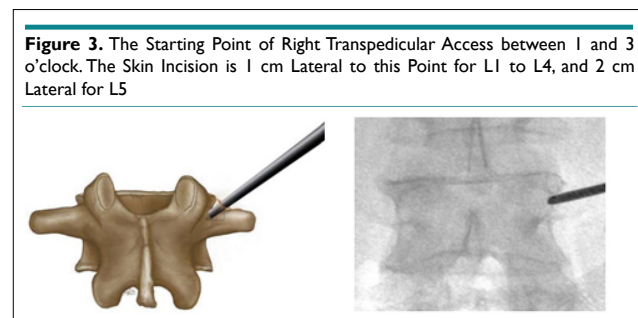 Figure 3. The Starting Point of Right Transpedicular Access between 1 and 3
o'clock. The Skin Incision is 1 cm Lateral to this Point for L1 to L4, and 2 cm
Lateral for L5